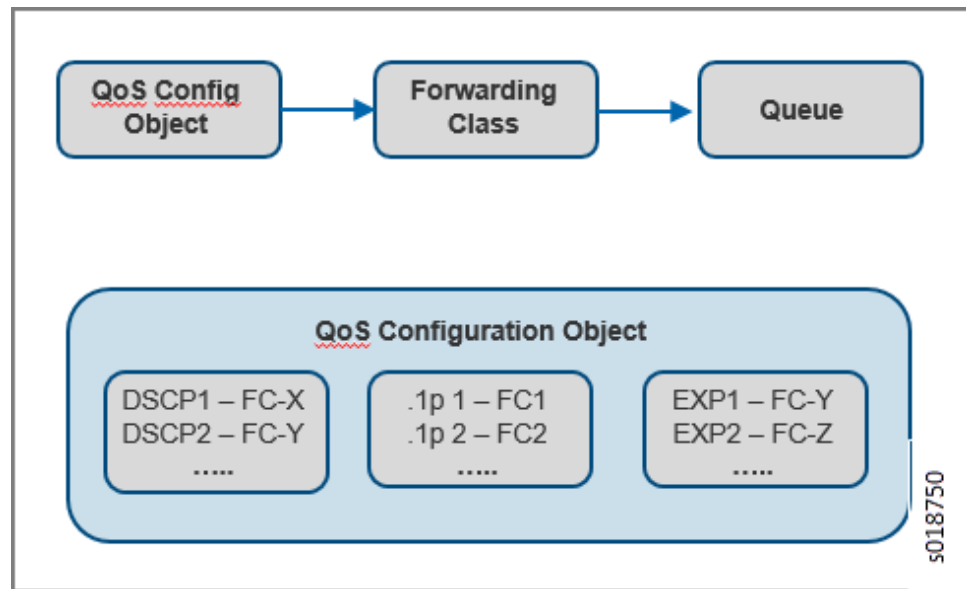 QoS Config
Object
Forwarding
Class
Queue
QoS Configuration Object
DSCP1 – FC-X
DSCP2 – FC-Y
.....
.1p 1 – FC1
.1p 2 – FC2
.....
EXP1 – FC-Y
EXP2 – FC-Z
.....
s018750